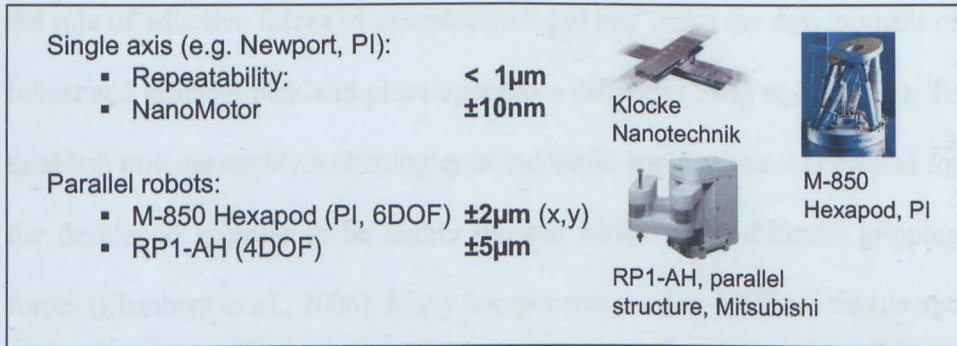 Single axis (e.g. Newport, PI):
▪ Repeatability: < 1µm
▪ NanoMotor ±10nm
Parallel robots:
▪ M-850 Hexapod (PI, 6DOF) ±2µm (x,y)
▪ RP1-AH (4DOF) ±5µm
Klocke
Nanotechnik
M-850
Hexapod, PI
RP1-AH, parallel
structure, Mitsubishi